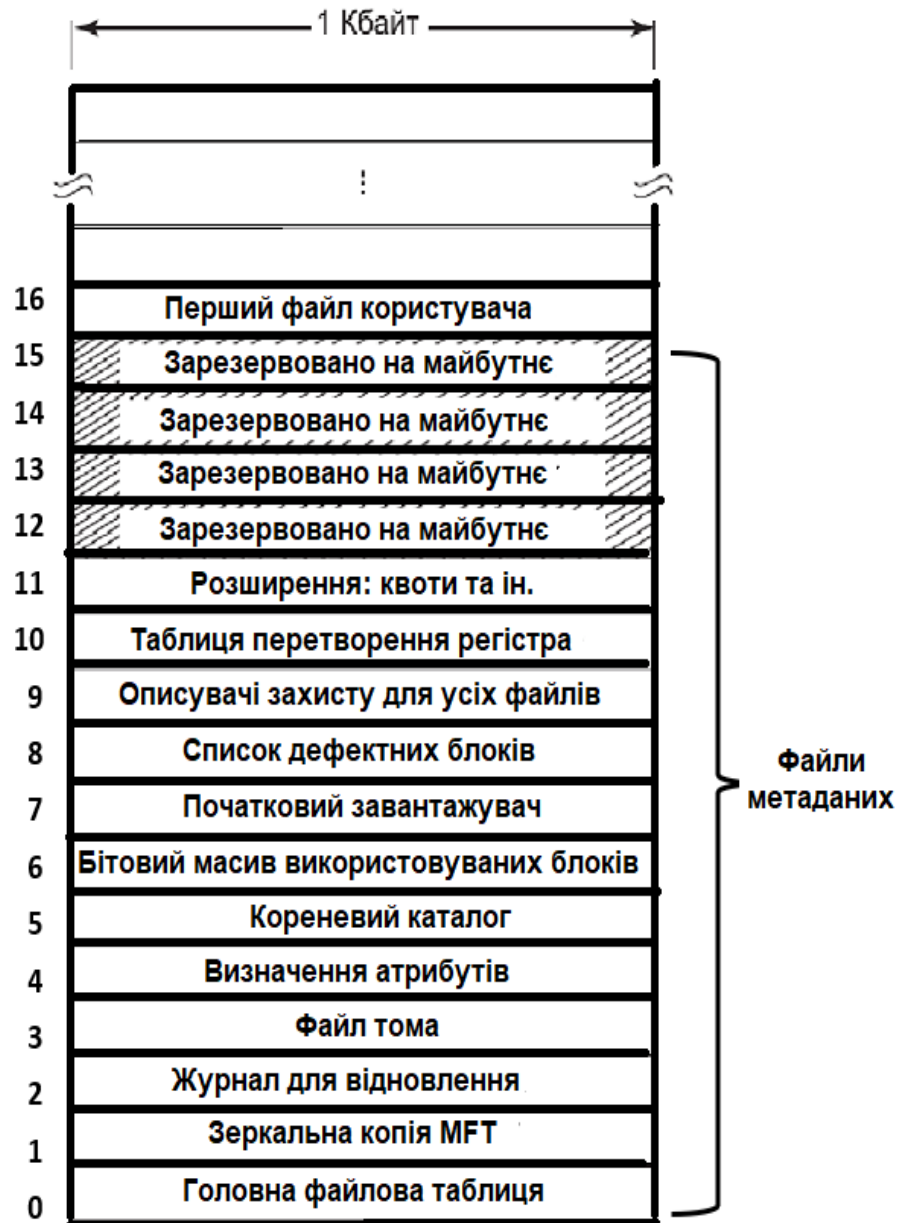 1 Кбайт
16 Перший файл користувача
15 Зарезервовано на майбутнє
14 Зарезервовано на майбутнє
13 Зарезервовано на майбутнє
12 Зарезервовано на майбутнє
11 Розширення: квоти та ін.
10 Таблиця перетворення регістра
9 Описувачі захисту для усіх файлів
8 Список дефектних блоків
7 Початковий завантажувач
6 Бітовий масив використовуваних блоків
5 Кореневий каталог
4 Визначення атрибутів
3 Файл тома
2 Журнал для відновлення
1 Зеркальна копія MFT
0 Головна файлова таблиця
Файли
метаданих